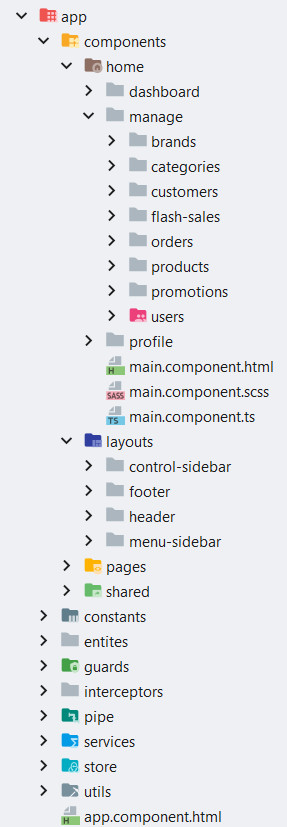 app
components
home
dashboard
manage
brands
categories
customers
flash-sales
orders
products
promotions
users
profile
main.component.html
main.component.scss
main.component.ts
layouts
control-sidebar
footer
header
menu-sidebar
pages
shared
constants
entites
guards
interceptors
pipe
services
store
utils
app.component.html